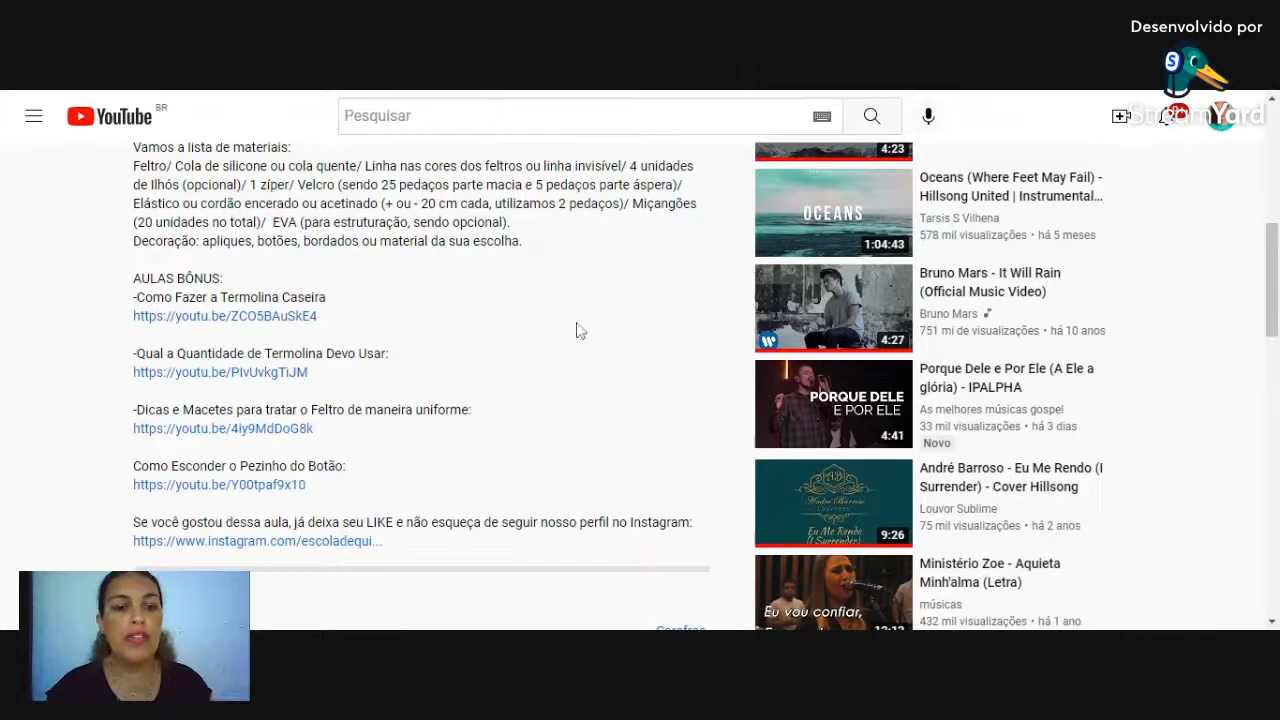 Desenvolvido por
StreamYard
YouTube BR
Pesquisar
Vamos a lista de materiais:
Feltro/ Cola de silicone ou cola quente/ Linha nas cores dos feltros ou linha invisível/ 4 unidades
de Ilhós (opcional)/ 1 zíper/ Velcro (sendo 25 pedaços parte macia e 5 pedaços parte áspera)/
Elástico ou cordão encerado ou acetinado (+ ou - 20 cm cada, utilizamos 2 pedaços)/ Miçangões
(20 unidades no total)/  EVA (para estruturação, sendo opcional).
Decoração: apliques, botões, bordados ou material da sua escolha.
AULAS BÔNUS:
-Como Fazer a Termolina Caseira
https://youtu.be/ZCO5BAuSkE4
-Qual a Quantidade de Termolina Devo Usar:
https://youtu.be/PIvUvkgTiJM
-Dicas e Macetes para tratar o Feltro de maneira uniforme:
https://youtu.be/4iy9MdDoG8k
Como Esconder o Pezinho do Botão:
https://youtu.be/Y00tpaf9x10
Se você gostou dessa aula, já deixa seu LIKE e não esqueça de seguir nosso perfil no Instagram:
https://www.instagram.com/escoladequi...
4:23
OCEANS
1:04:43
Oceans (Where Feet May Fail) -
Hillsong United | Instrumental...
Tarsis S Vilhena
578 mil visualizações • há 5 meses
4:27
Bruno Mars - It Will Rain
(Official Music Video)
Bruno Mars
751 mi de visualizações • há 10 anos
PORQUE DELE
E POR ELE
4:41
Porque Dele e Por Ele (A Ele a
glória) - IPALPHA
As melhores músicas gospel
33 mil visualizações • há 3 dias
Novo
Eu Me Rendo
(I Surrender)
9:26
André Barroso - Eu Me Rendo (I
Surrender) - Cover Hillsong
Louvor Sublime
75 mil visualizações • há 2 anos
Eu vou confiar,
Ministério Zoe - Aquieta
Minh'alma (Letra)
músicas
432 mil visualizações • há 1 ano